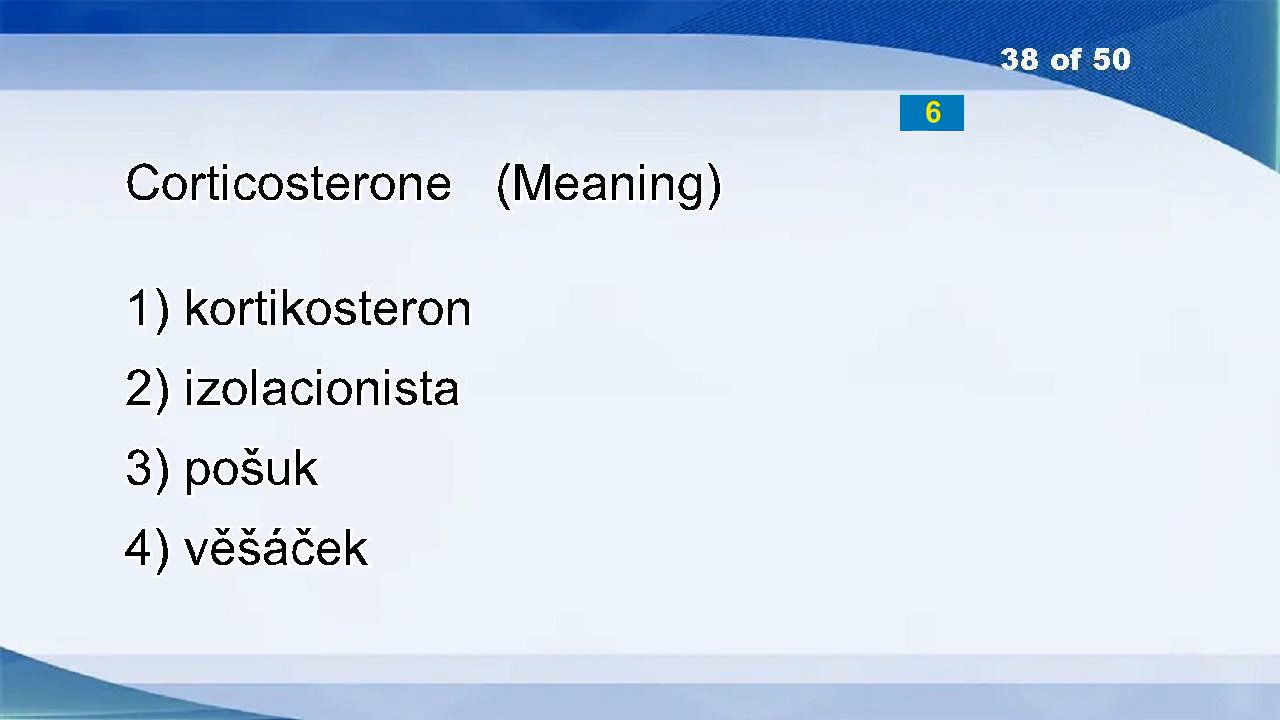 38 of 50
6
Corticosterone (Meaning)
1) kortikosteron
2) izolacionista
3) pošuk
4) věšáček